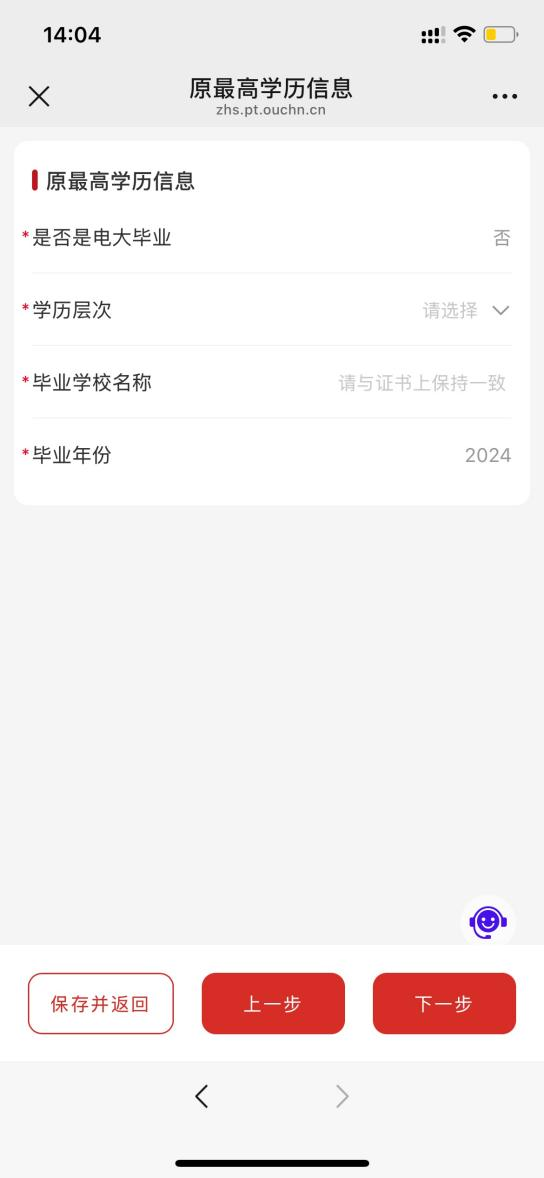 14:04
原最高学历信息
zhs.pt.ouchn.cn
原最高学历信息
*是否是电大毕业 否
*学历层次 请选择
*毕业学校名称 请与证书上保持一致
*毕业年份 2024
保存并返回 上一步 下一步